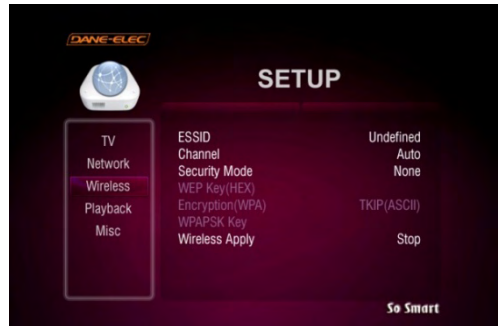 DANE-ELEC
SETUP
TV
Network
Wireless
Playback
Misc
ESSID Undefined
Channel Auto
Security Mode None
WEP Key(HEX)
Encryption(WPA) TKIP(ASCII)
WPAPSK Key
Wireless Apply Stop
So Smart